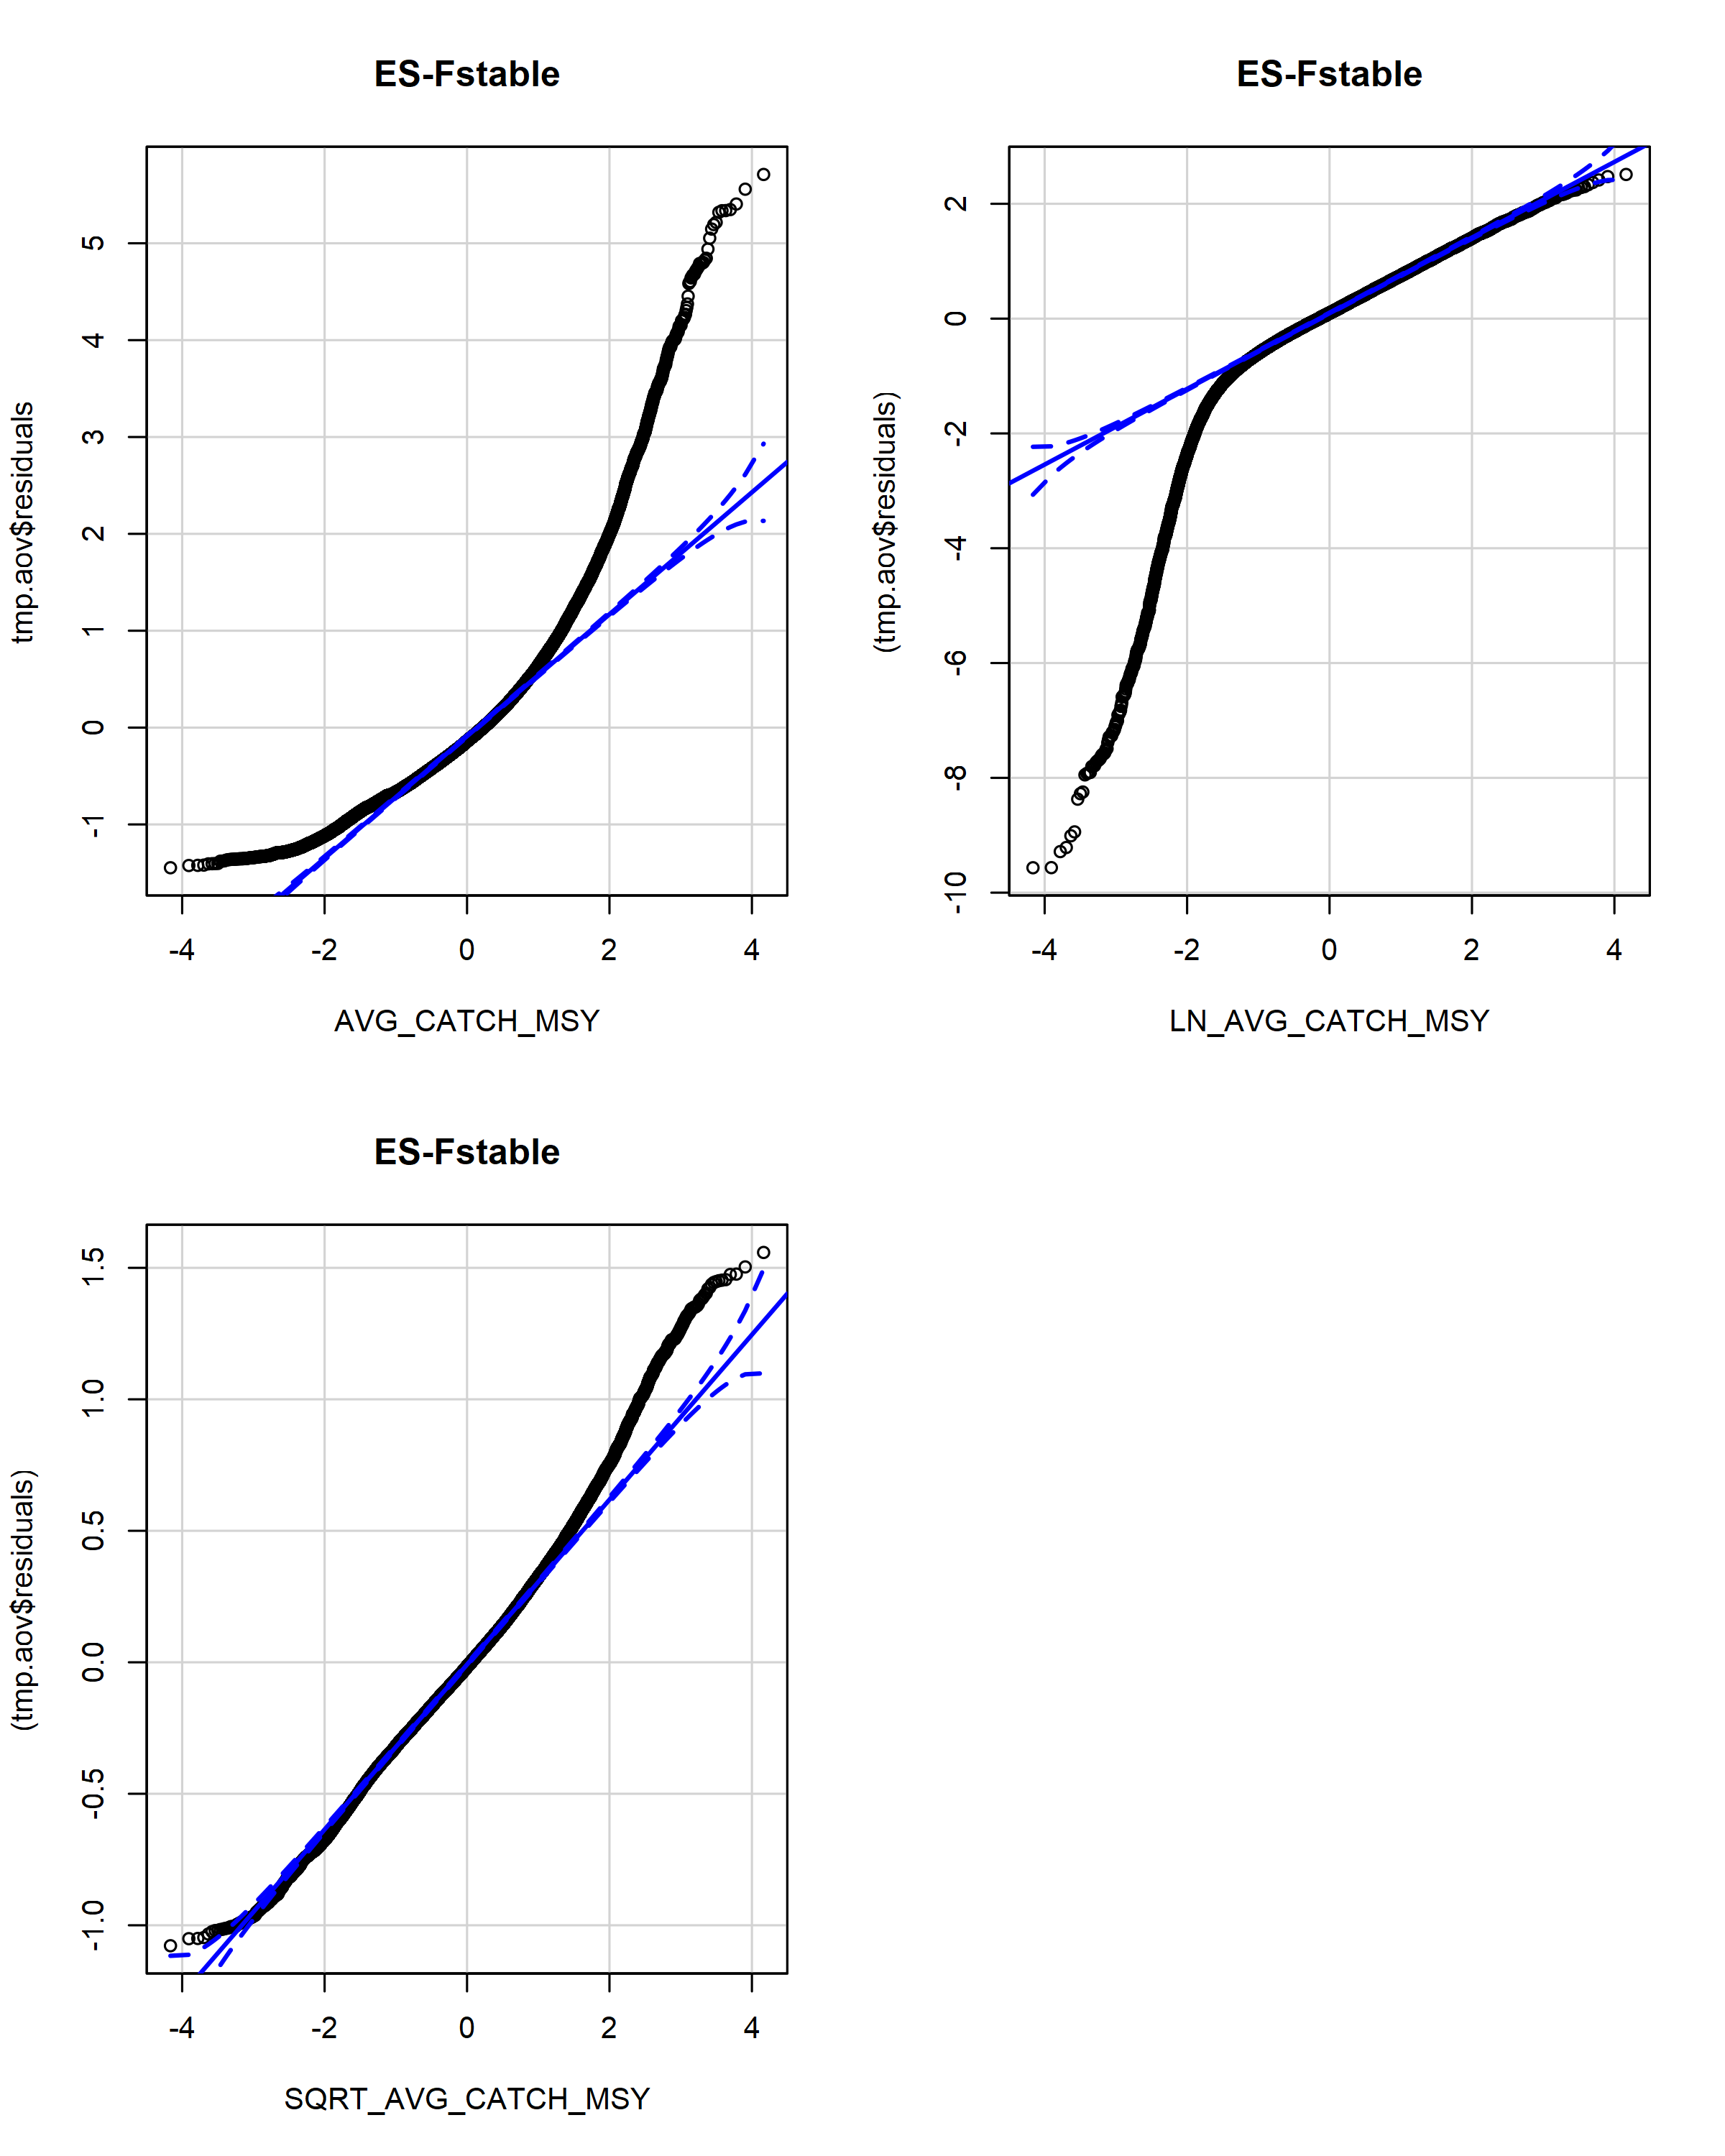 ES-Fstable
tmp.aov$residuals
5
4
3
2
1
0
-1
-4 -2 0 2 4
AVG_CATCH_MSY
ES-Fstable
(tmp.aov$residuals)
2
0
-2
-4
-6
-8
-10
-4 -2 0 2 4
LN_AVG_CATCH_MSY
ES-Fstable
(tmp.aov$residuals)
1.5
1.0
0.5
0.0
-0.5
-1.0
-4 -2 0 2 4
SQRT_AVG_CATCH_MSY